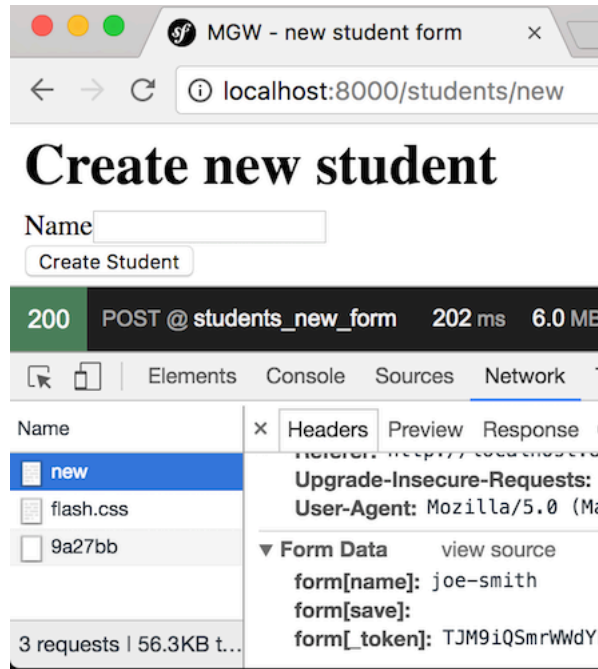 MGW - new student form
localhost:8000/students/new
Create new student
Name
Create Student
200 POST @ students_new_form 202 ms 6.0 MB
Elements Console Sources Network
Name
new
flash.css
9a27bb
3 requests | 56.3KB t...
Headers Preview Response
Upgrade-Insecure-Requests:
User-Agent: Mozilla/5.0 (Ma
Form Data view source
form[name]: joe-smith
form[save]:
form[_token]: TJM9iQSmrWWdY